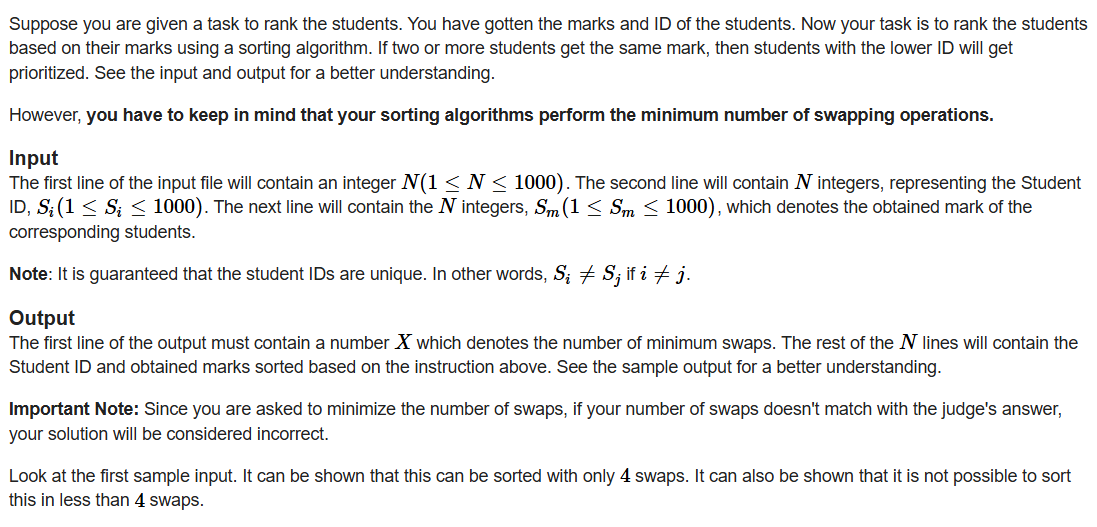 Suppose you are given a task to rank the students. You have gotten the marks and ID of the students. Now your task is to rank the students
based on their marks using a sorting algorithm. If two or more students get the same mark, then students with the lower ID will get
prioritized. See the input and output for a better understanding.
However, you have to keep in mind that your sorting algorithms perform the minimum number of swapping operations.
Input
The first line of the input file will contain an integer N(1 ≤ N ≤ 1000). The second line will contain N integers, representing the Student
ID, S_i(1 ≤ S_i ≤ 1000). The next line will contain the N integers, S_m(1 ≤ S_m ≤ 1000), which denotes the obtained mark of the
corresponding students.
Note: It is guaranteed that the student IDs are unique. In other words, S_i ≠ S_j if i ≠ j.
Output
The first line of the output must contain a number X which denotes the number of minimum swaps. The rest of the N lines will contain the
Student ID and obtained marks sorted based on the instruction above. See the sample output for a better understanding.
Important Note: Since you are asked to minimize the number of swaps, if your number of swaps doesn't match with the judge's answer,
your solution will be considered incorrect.
Look at the first sample input. It can be shown that this can be sorted with only 4 swaps. It can also be shown that it is not possible to sort
this in less than 4 swaps.